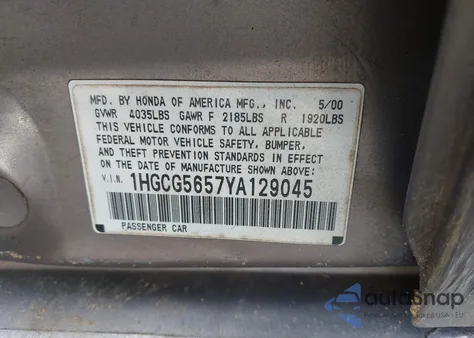 MFD. BY HONDA OF AMERICA MFG., INC. 5/00
GVWR 4035LBS GAWR F 2185LBS R 1920LBS
THIS VEHICLE CONFORMS TO ALL APPLICABLE
FEDERAL MOTOR VEHICLE SAFETY, BUMPER,
AND THEFT PREVENTION STANDARDS IN EFFECT
ON THE DATE OF MANUFACTURE SHOWN ABOVE.
V.I.N. 1HGCG5657YA129045
PASSENGER CAR
autosnap